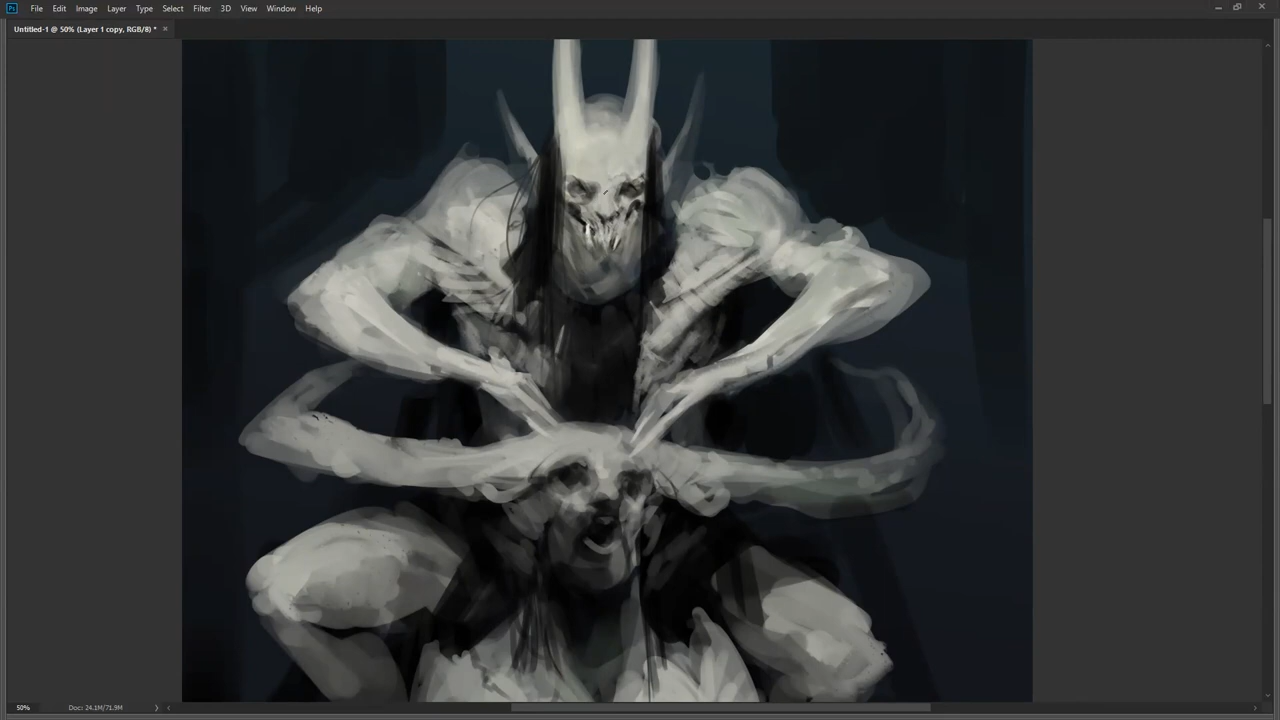 Ps File Edit Image Layer Type Select Filter 3D View Window Help
Untitled-1 @ 50% (Layer 1 copy, RGB/8) *
50% Doc: 24.1M/71.9M